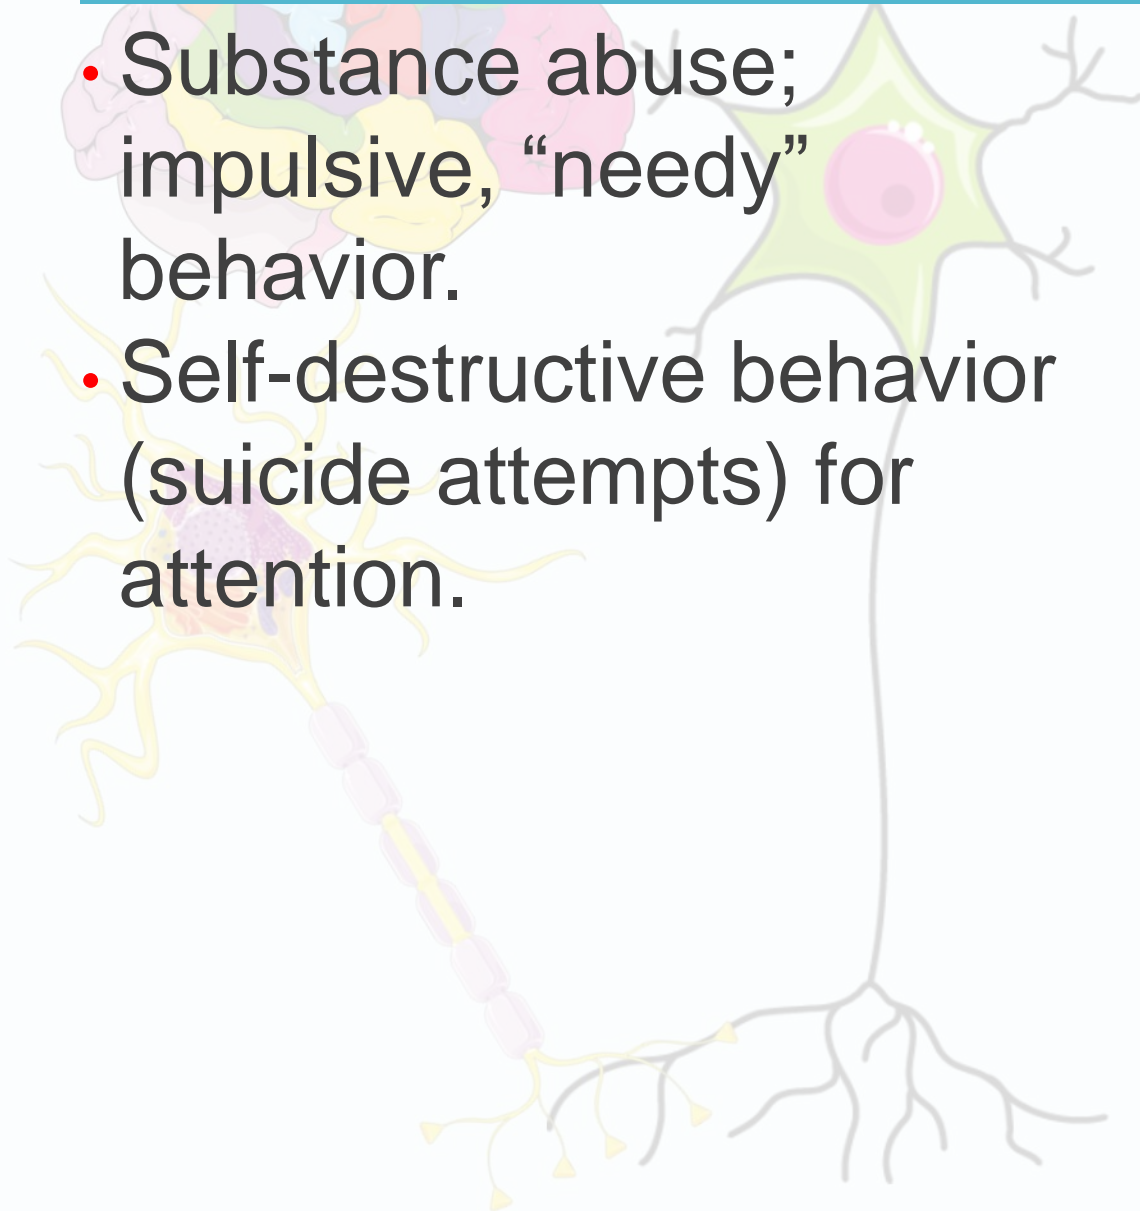 • Substance abuse;
impulsive, “needy”
behavior.
• Self-destructive behavior
(suicide attempts) for
attention.